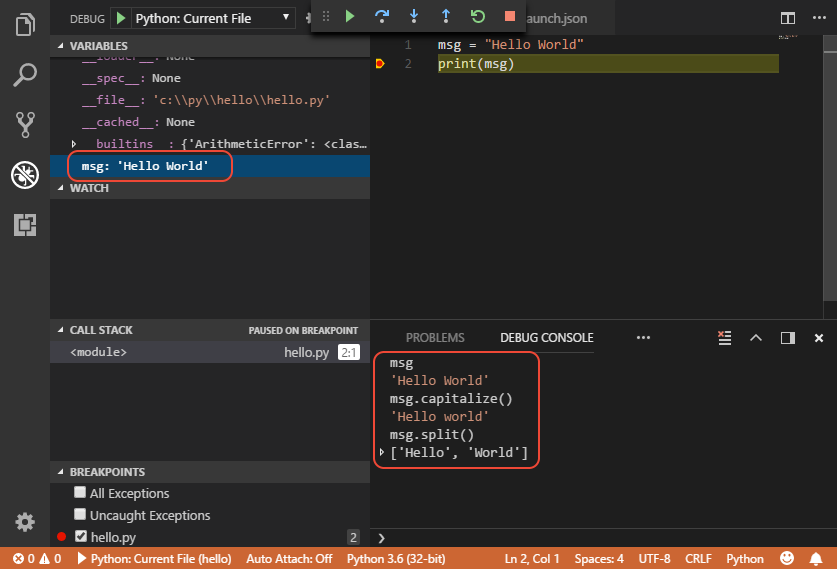 DEBUG Python: Current File
launch.json
VARIABLES
__loader__: None
__spec__: None
__file__: 'c:\\py\\hello\\hello.py'
__cached__: None
__builtins__: {'ArithmeticError': <clas…
msg: 'Hello World'
WATCH
CALL STACK PAUSED ON BREAKPOINT
<module> hello.py 2:1
BREAKPOINTS
All Exceptions
Uncaught Exceptions
hello.py 2
1 msg = "Hello World"
2 print(msg)
PROBLEMS DEBUG CONSOLE ···
msg
'Hello World'
msg.capitalize()
'Hello world'
msg.split()
['Hello', 'World']
0 0 Python: Current File (hello) Auto Attach: Off Python 3.6 (32-bit) Ln 2, Col 1 Spaces: 4 UTF-8 CRLF Python